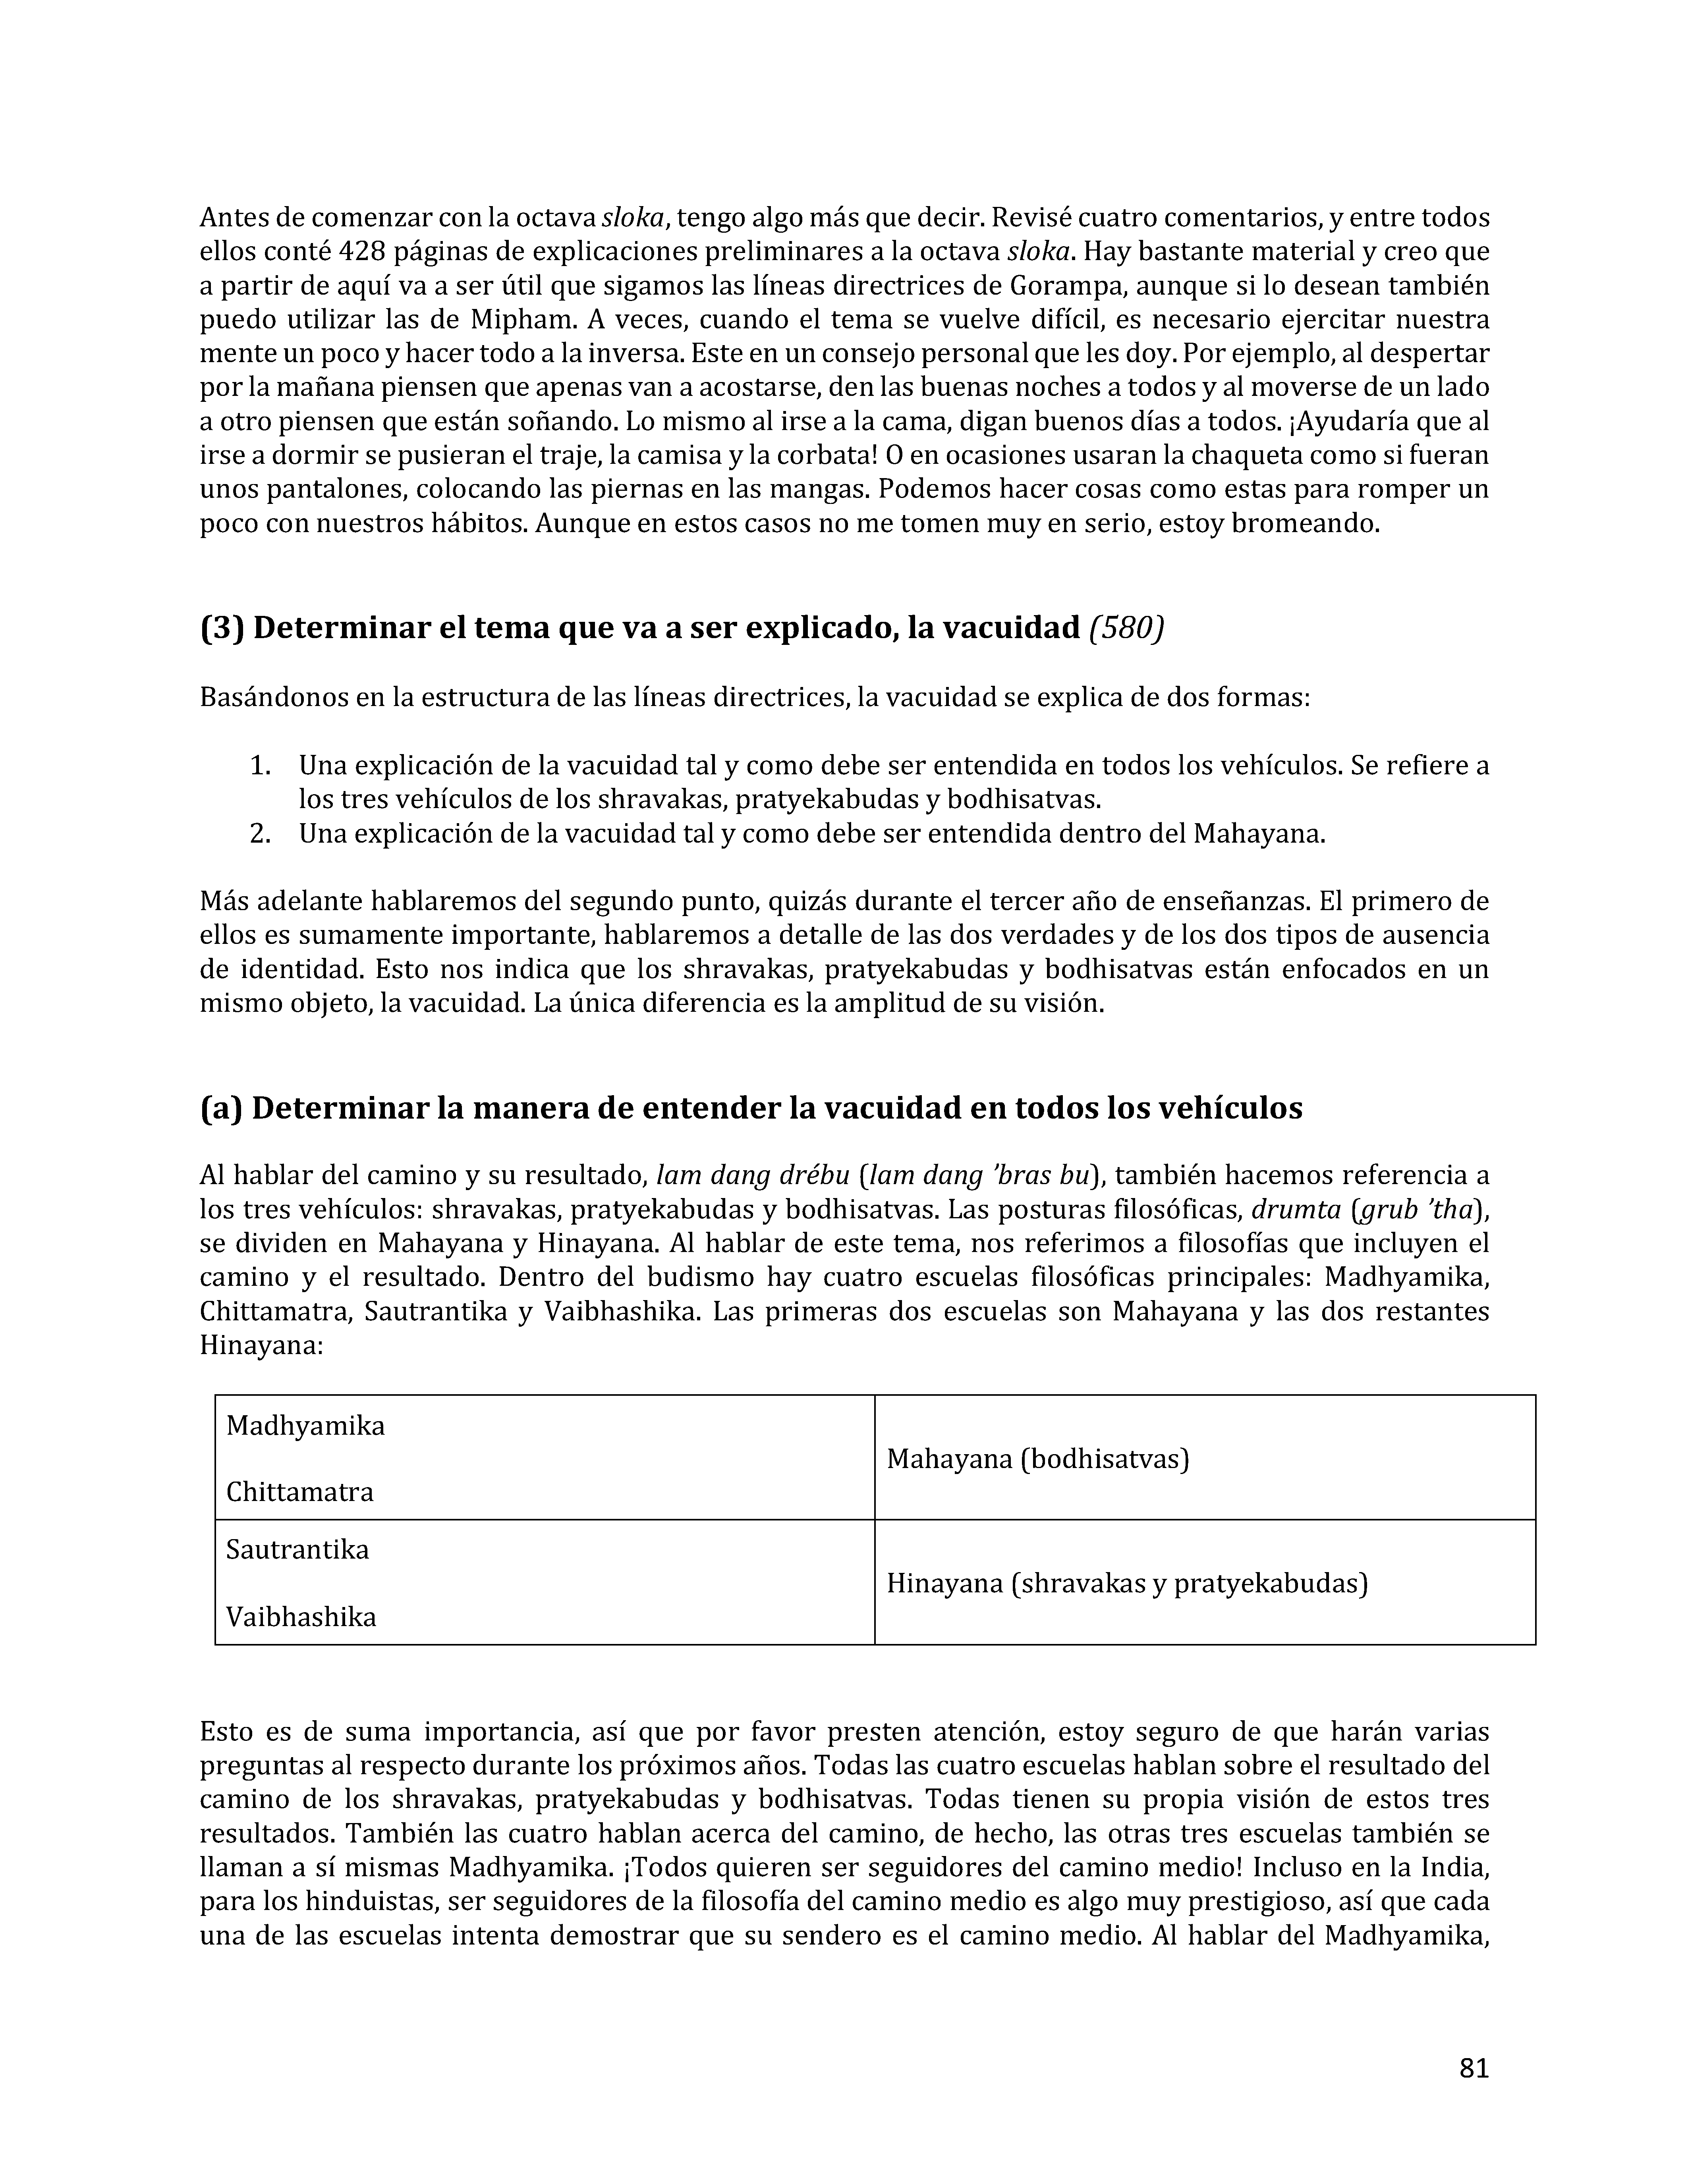 Antes de comenzar con la octava sloka, tengo algo más que decir. Revisé cuatro comentarios, y entre todos
ellos conté 428 páginas de explicaciones preliminares a la octava sloka. Hay bastante material y creo que
a partir de aquí va a ser útil que sigamos las líneas directrices de Gorampa, aunque si lo desean también
puedo utilizar las de Mipham. A veces, cuando el tema se vuelve difícil, es necesario ejercitar nuestra
mente un poco y hacer todo a la inversa. Este en un consejo personal que les doy. Por ejemplo, al despertar
por la mañana piensen que apenas van a acostarse, den las buenas noches a todos y al moverse de un lado
a otro piensen que están soñando. Lo mismo al irse a la cama, digan buenos días a todos. ¡Ayudaría que al
irse a dormir se pusieran el traje, la camisa y la corbata! O en ocasiones usaran la chaqueta como si fueran
unos pantalones, colocando las piernas en las mangas. Podemos hacer cosas como estas para romper un
poco con nuestros hábitos. Aunque en estos casos no me tomen muy en serio, estoy bromeando.
(3) Determinar el tema que va a ser explicado, la vacuidad (580)
Basándonos en la estructura de las líneas directrices, la vacuidad se explica de dos formas:
1. Una explicación de la vacuidad tal y como debe ser entendida en todos los vehículos. Se refiere a
los tres vehículos de los shravakas, pratyekabudas y bodhisatvas.
2. Una explicación de la vacuidad tal y como debe ser entendida dentro del Mahayana.
Más adelante hablaremos del segundo punto, quizás durante el tercer año de enseñanzas. El primero de
ellos es sumamente importante, hablaremos a detalle de las dos verdades y de los dos tipos de ausencia
de identidad. Esto nos indica que los shravakas, pratyekabudas y bodhisatvas están enfocados en un
mismo objeto, la vacuidad. La única diferencia es la amplitud de su visión.
(a) Determinar la manera de entender la vacuidad en todos los vehículos
Al hablar del camino y su resultado, lam dang drébu (lam dang ’bras bu), también hacemos referencia a
los tres vehículos: shravakas, pratyekabudas y bodhisatvas. Las posturas filosóficas, drumta (grub ’tha),
se dividen en Mahayana y Hinayana. Al hablar de este tema, nos referimos a filosofías que incluyen el
camino y el resultado. Dentro del budismo hay cuatro escuelas filosóficas principales: Madhyamika,
Chittamatra, Sautrantika y Vaibhashika. Las primeras dos escuelas son Mahayana y las dos restantes
Hinayana:
Madhyamika
Chittamatra
Mahayana (bodhisatvas)
Sautrantika
Vaibhashika
Hinayana (shravakas y pratyekabudas)
Esto es de suma importancia, así que por favor presten atención, estoy seguro de que harán varias
preguntas al respecto durante los próximos años. Todas las cuatro escuelas hablan sobre el resultado del
camino de los shravakas, pratyekabudas y bodhisatvas. Todas tienen su propia visión de estos tres
resultados. También las cuatro hablan acerca del camino, de hecho, las otras tres escuelas también se
llaman a sí mismas Madhyamika. ¡Todos quieren ser seguidores del camino medio! Incluso en la India,
para los hinduistas, ser seguidores de la filosofía del camino medio es algo muy prestigioso, así que cada
una de las escuelas intenta demostrar que su sendero es el camino medio. Al hablar del Madhyamika,
81